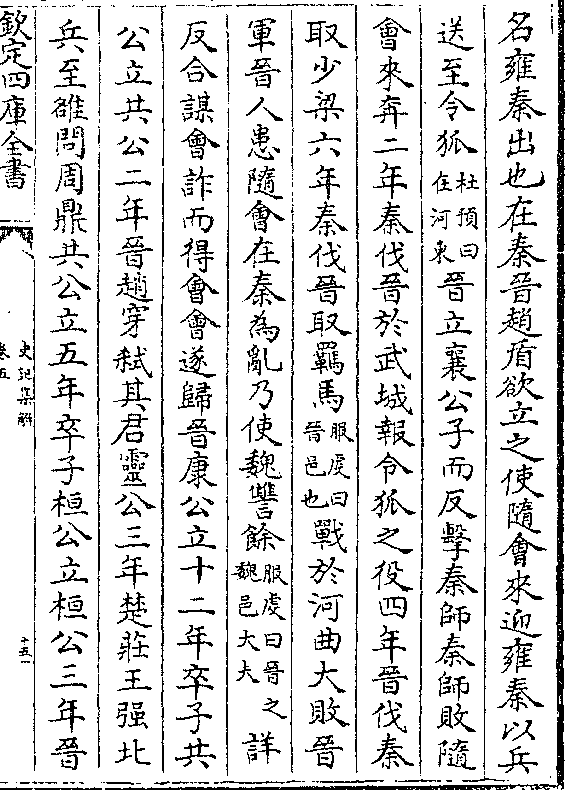 名雍秦出也在秦晉趙盾欲立之使隨會來迎雍秦以兵
送至令狐杜預曰在河東晉立襄公子而反擊秦師秦師敗隨
會來奔二年秦伐晉於武城報令狐之役四年晉伐秦
取少梁六年秦伐晉取羈馬服虔曰晉邑也戰於河曲大敗晉
軍晉人患隨會在秦為亂乃使魏讐餘服虔曰晉之魏邑大夫詳
反合謀會詐而得會會遂歸晉康公立十二年卒子共
公立共公二年晉趙穿弑其君靈公三年楚莊王强北
兵至雒問周鼎共公立五年卒子桓公立桓公三年晉
欽定四庫全書
史記集解
卷五
十五